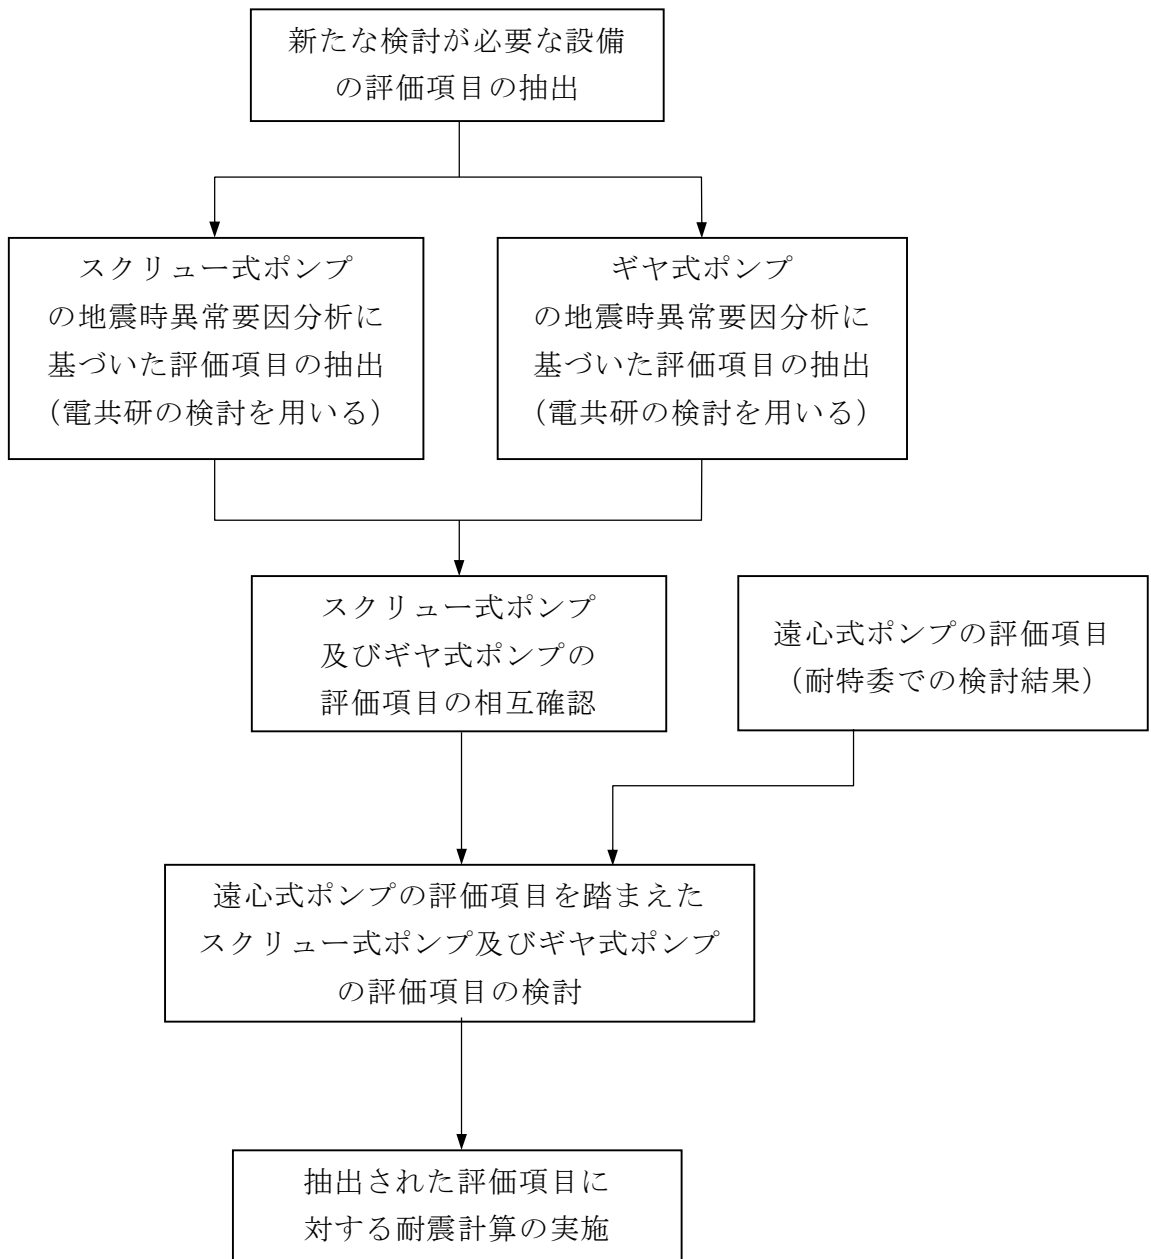 新たな検討が必要な設備
の評価項目の抽出
スクリュー式ポンプ
の地震時異常要因分析に
基づいた評価項目の抽出
（電共研の検討を用いる）
ギヤ式ポンプ
の地震時異常要因分析に
基づいた評価項目の抽出
（電共研の検討を用いる）
スクリュー式ポンプ
及びギヤ式ポンプの
評価項目の相互確認
遠心式ポンプの評価項目
（耐特委での検討結果）
遠心式ポンプの評価項目を踏まえた
スクリュー式ポンプ及びギヤ式ポンプ
の評価項目の検討
抽出された評価項目に
対する耐震計算の実施